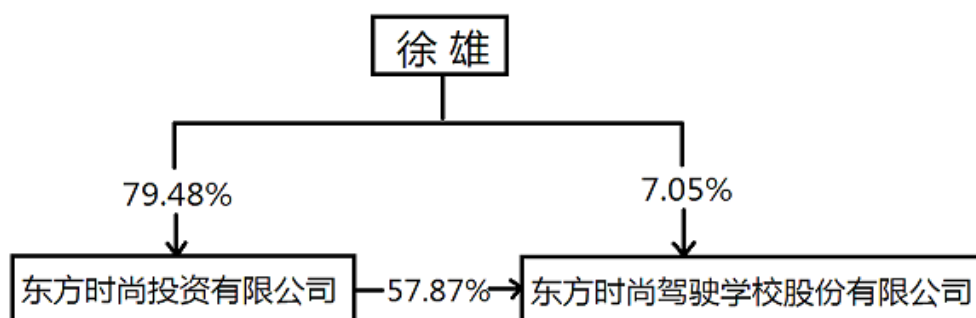 徐雄
79.48%
7.05%
东方时尚投资有限公司
57.87%
东方时尚驾驶学校股份有限公司